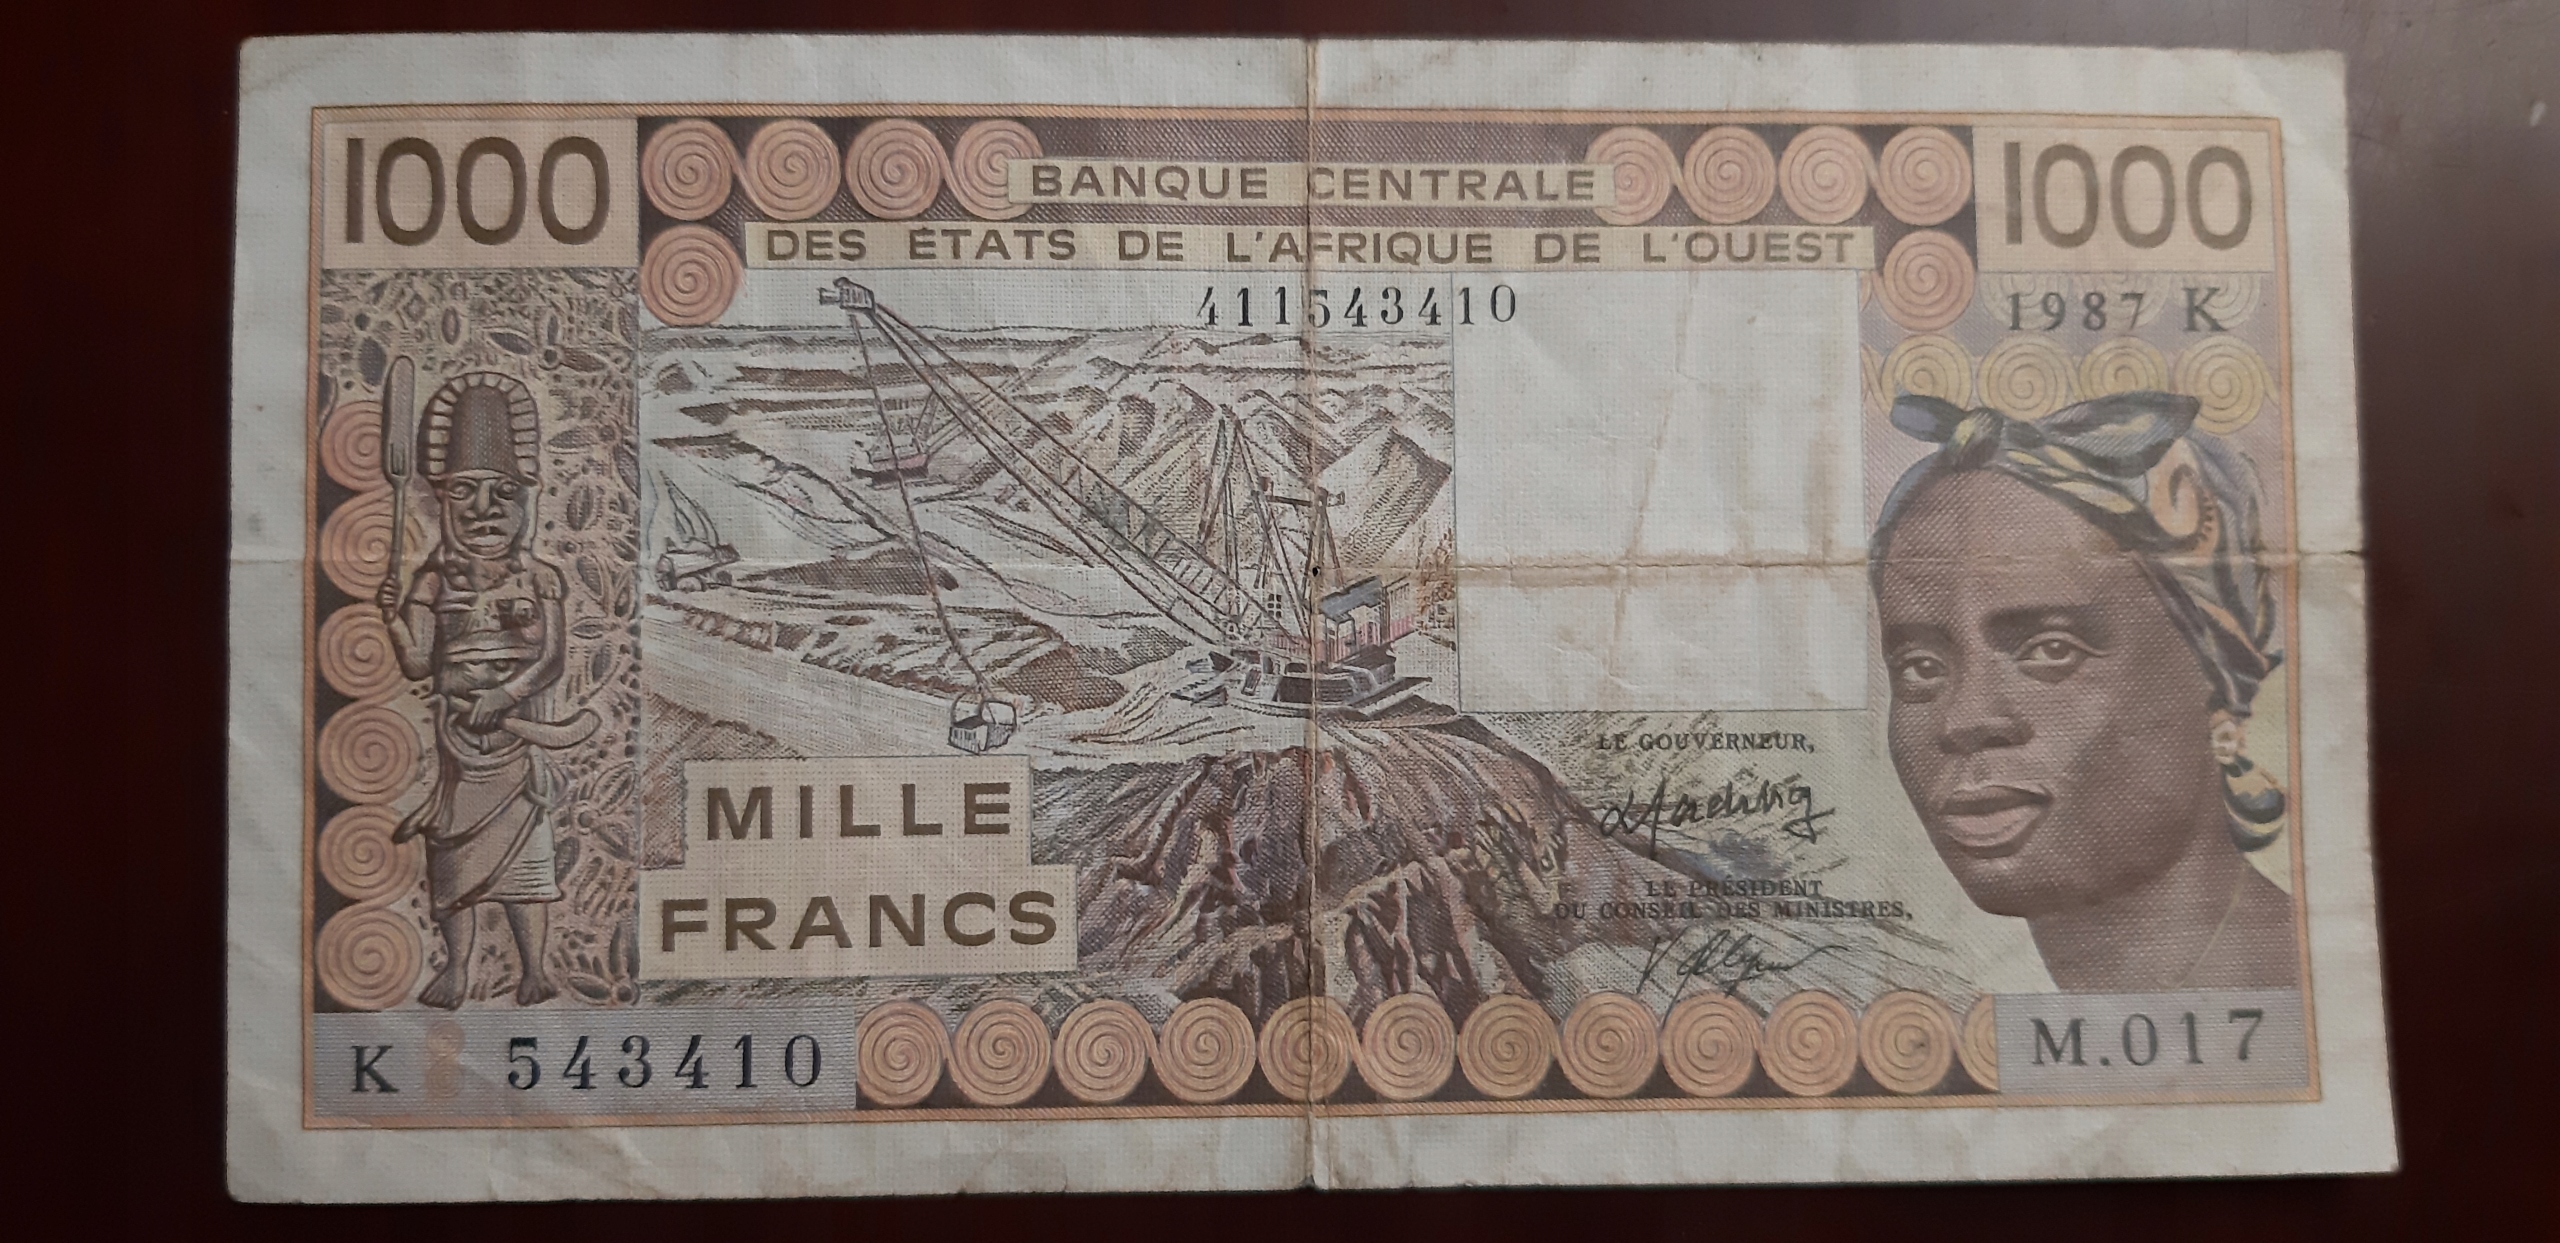 1000
BANQUE CENTRALE
DES ÉTATS DE L'AFRIQUE DE L'OUEST
1000
411543410
1987 K
LE GOUVERNEUR,
LE PRÉSIDENT
DU CONSEIL DES MINISTRES,
MILLE
FRANCS
K 543410
M.017